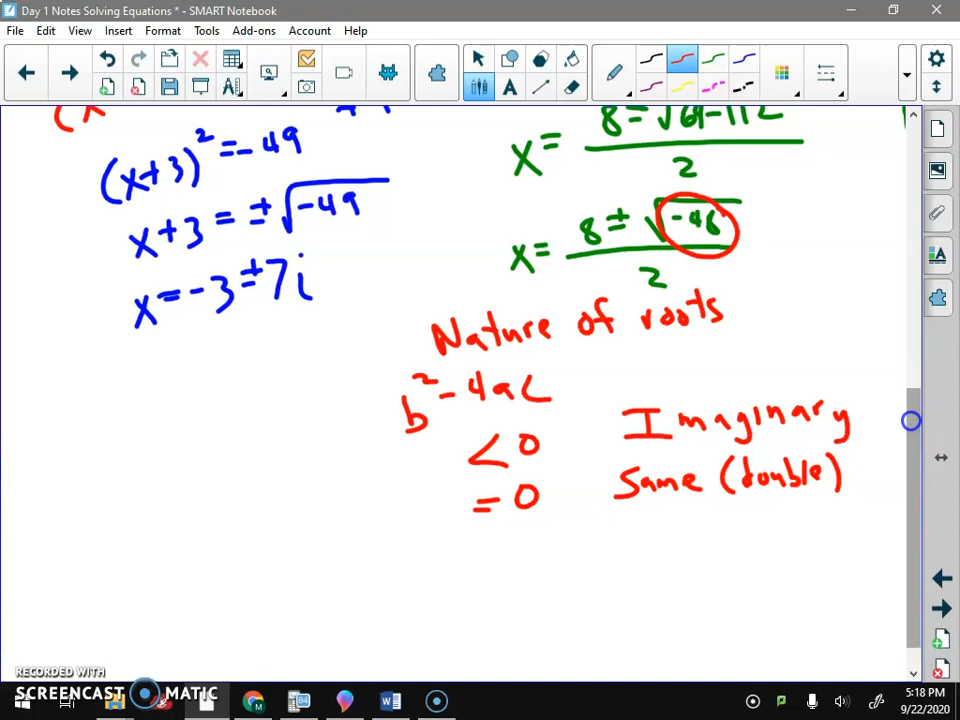 Day 1 Notes Solving Equations * - SMART Notebook
File Edit View Insert Format Tools Add-ons Account Help
(x
(x+3)² = -49
x+3 = ±√-49
x = -3 ± 7i
x = 8 ± √64-112 / 2
x = 8 ± √-48 / 2
Nature of roots
b² - 4ac
< 0 Imaginary
= 0 Same (double)
RECORDED WITH
SCREENCAST MATIC
5:18 PM
9/22/2020